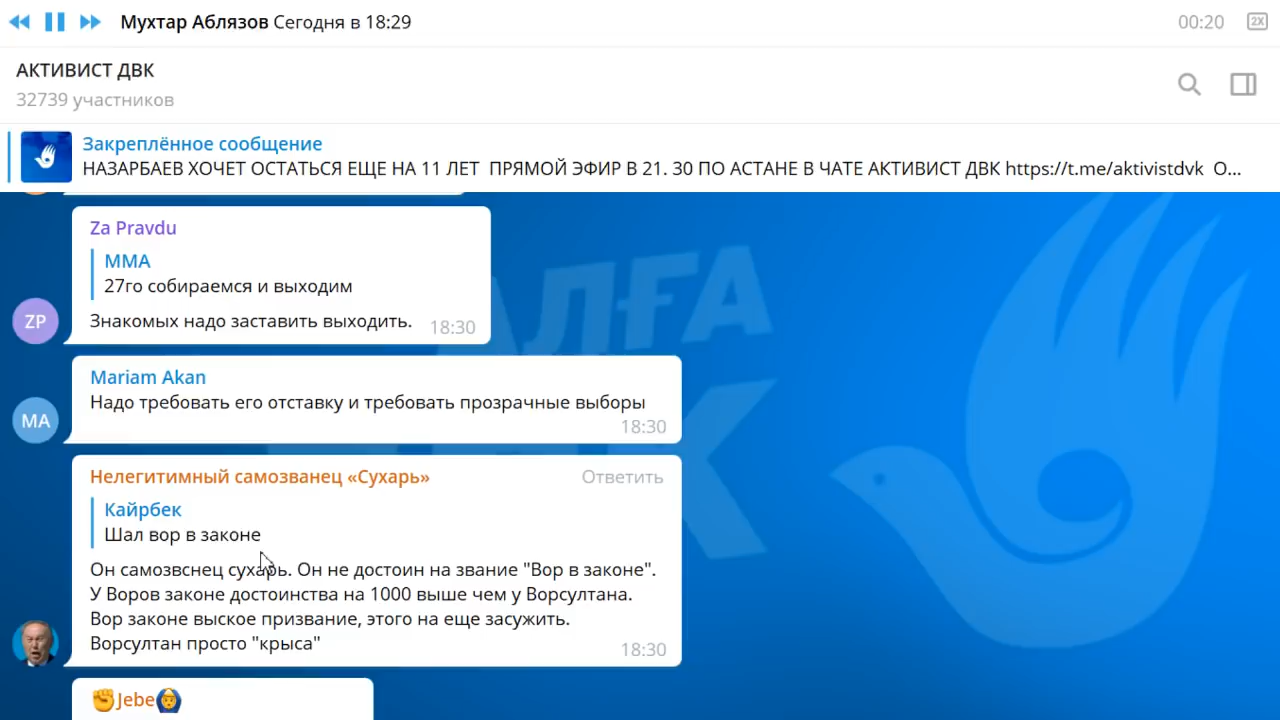 Мухтар Аблязов Сегодня в 18:29
00:20
2X
АКТИВИСТ ДВК
32739 участников
Закреплённое сообщение
НАЗАРБАЕВ ХОЧЕТ ОСТАТЬСЯ ЕЩЕ НА 11 ЛЕТ ПРЯМОЙ ЭФИР В 21. 30 ПО АСТАНЕ В ЧАТЕ АКТИВИСТ ДВК https://t.me/aktivistdvk О...
АЛҒА
ДВК
Za Pravdu
ММА
27го собираемся и выходим
ZP
Знакомых надо заставить выходить.
18:30
Mariam Akan
MA
Надо требовать его отставку и требовать прозрачные выборы
18:30
Нелегитимный самозванец «Сухарь»
Ответить
Кайрбек
Шал вор в законе
Он самозвснец сухарь. Он не достоин на звание "Вор в законе".
У Воров законе достоинства на 1000 выше чем у Ворсултана.
Вор законе выское призвание, этого на еще засужить.
Ворсултан просто "крыса"
18:30
✊Jebe🙆‍♂️